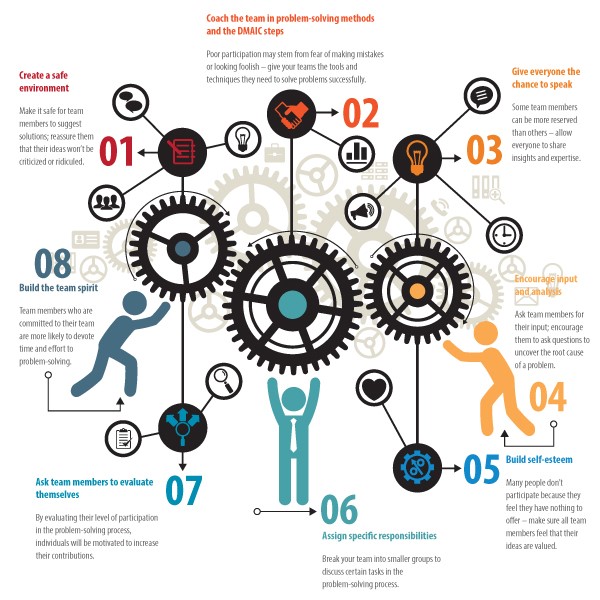 Create a safe
environment
Make it safe for team
members to suggest
solutions; reassure them
that their ideas won't be
criticized or ridiculed.
01
Coach the team in problem-solving methods
and the DMAIC steps
Poor participation may stem from fear of making mistakes
or looking foolish – give your teams the tools and
techniques they need to solve problems successfully.
02
Give everyone the
chance to speak
Some team members
can be more reserved
than others – allow
everyone to share
insights and expertise.
03
Encourage input
and analysis
Ask team members for
their input; encourage
them to ask questions to
uncover the root cause
of a problem.
04
05
Build self-esteem
Many people don't
participate because they
feel they have nothing to
offer – make sure all team
members feel that their
ideas are valued.
06
Assign specific responsibilities
Break your team into smaller groups to
discuss certain tasks in the
problem-solving process.
07
Ask team members to evaluate
themselves
By evaluating their level of participation
in the problem-solving process,
individuals will be motivated to increase
their contributions.
08
Build the team spirit
Team members who are
committed to their team
are more likely to devote
time and effort to
problem-solving.